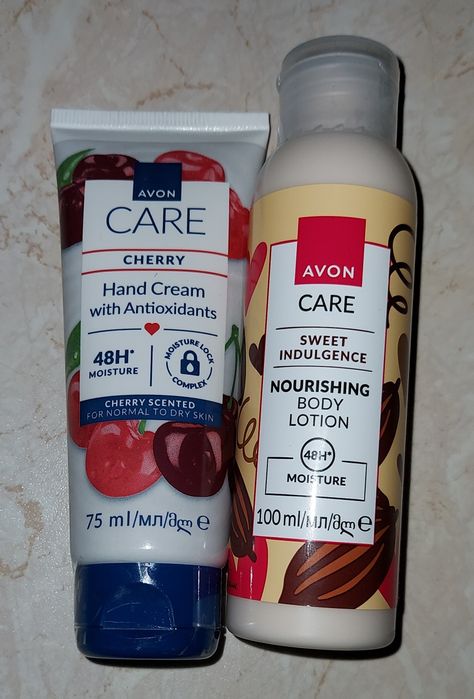 AVON
CARE
CHERRY
Hand Cream
with Antioxidants
48H*
MOISTURE
MOISTURE LOCK
COMPLEX
CHERRY SCENTED
FOR NORMAL TO DRY SKIN
75 ml/мл/მლ ℮
AVON
CARE
SWEET
INDULGENCE
NOURISHING
BODY
LOTION
48H*
MOISTURE
100 ml/мл/მლ ℮